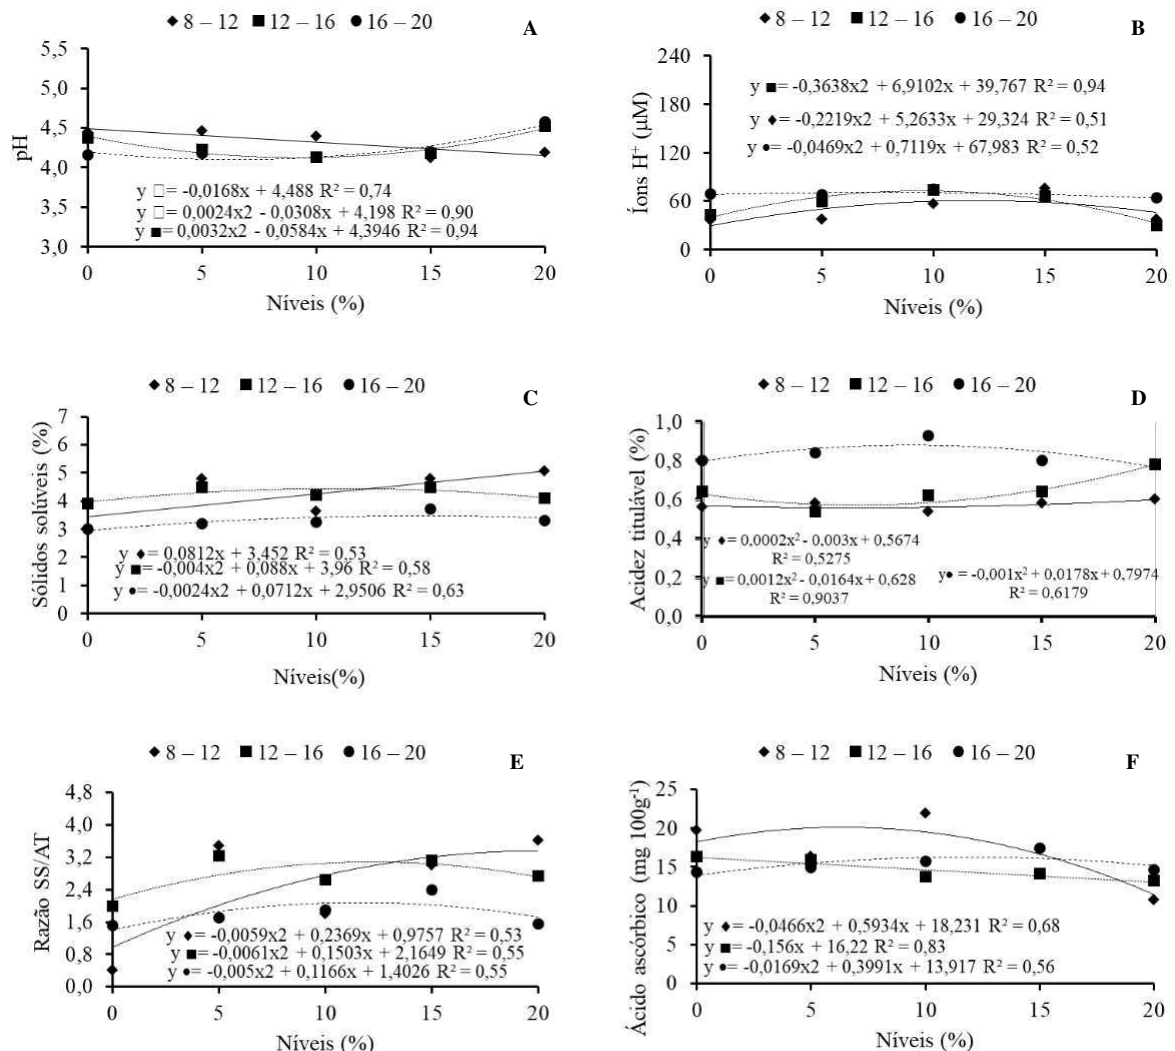 ◆ 8 – 12 ■ 12 – 16 ● 16 – 20
A
5,5
5,0
4,5
4,0
3,5
3,0
pH
y □= -0,0168x + 4,488 R² = 0,74
y □= 0,0024x2 - 0,0308x + 4,198 R² = 0,90
y ■= 0,0032x2 - 0,0584x + 4,3946 R² = 0,94
0 5 10 15 20
Níveis (%)
◆ 8 – 12 ■ 12 – 16 ● 16 – 20
B
240
180
120
60
0
Íons H⁺ (µM)
y ■= -0,3638x2 + 6,9102x + 39,767 R² = 0,94
y ◆= -0,2219x2 + 5,2633x + 29,324 R² = 0,51
y ●= -0,0469x2 + 0,7119x + 67,983 R² = 0,52
0 5 10 15 20
Níveis (%)
◆ 8 – 12 ■ 12 – 16 ● 16 – 20
C
7
6
5
4
3
2
1
0
Sólidos solúveis (%)
y ◆= 0,0812x + 3,452 R² = 0,53
y ■= -0,004x2 + 0,088x + 3,96 R² = 0,58
y ●= -0,0024x2 + 0,0712x + 2,9506 R² = 0,63
0 5 10 15 20
Níveis(%)
◆ 8 – 12 ■ 12 – 16 ● 16 – 20
D
1,0
0,8
0,6
0,4
0,2
0,0
Acidez titulável (%)
y ◆= 0,0002x² - 0,003x + 0,5674
R² = 0,5275
y ■= 0,0012x² - 0,0164x + 0,628
R² = 0,9037
y● = -0,001x² + 0,0178x + 0,7974
R² = 0,6179
0 5 10 15 20
Níveis (%)
◆ 8 – 12 ■ 12 – 16 ● 16 – 20
E
4,8
4,0
3,2
2,4
1,6
0,8
0,0
Razão SS/AT
y ◆= -0,0059x2 + 0,2369x + 0,9757 R² = 0,53
y ■= -0,0061x2 + 0,1503x + 2,1649 R² = 0,55
y ●= -0,005x2 + 0,1166x + 1,4026 R² = 0,55
0 5 10 15 20
Níveis (%)
◆ 8 – 12 ■ 12 – 16 ● 16 – 20
F
25
20
15
10
5
0
Ácido ascórbico (mg 100g⁻¹)
y ◆= -0,0466x2 + 0,5934x + 18,231 R² = 0,68
y ■= -0,156x + 16,22 R² = 0,83
y ●= -0,0169x2 + 0,3991x + 13,917 R² = 0,56
0 5 10 15 20
Níveis (%)